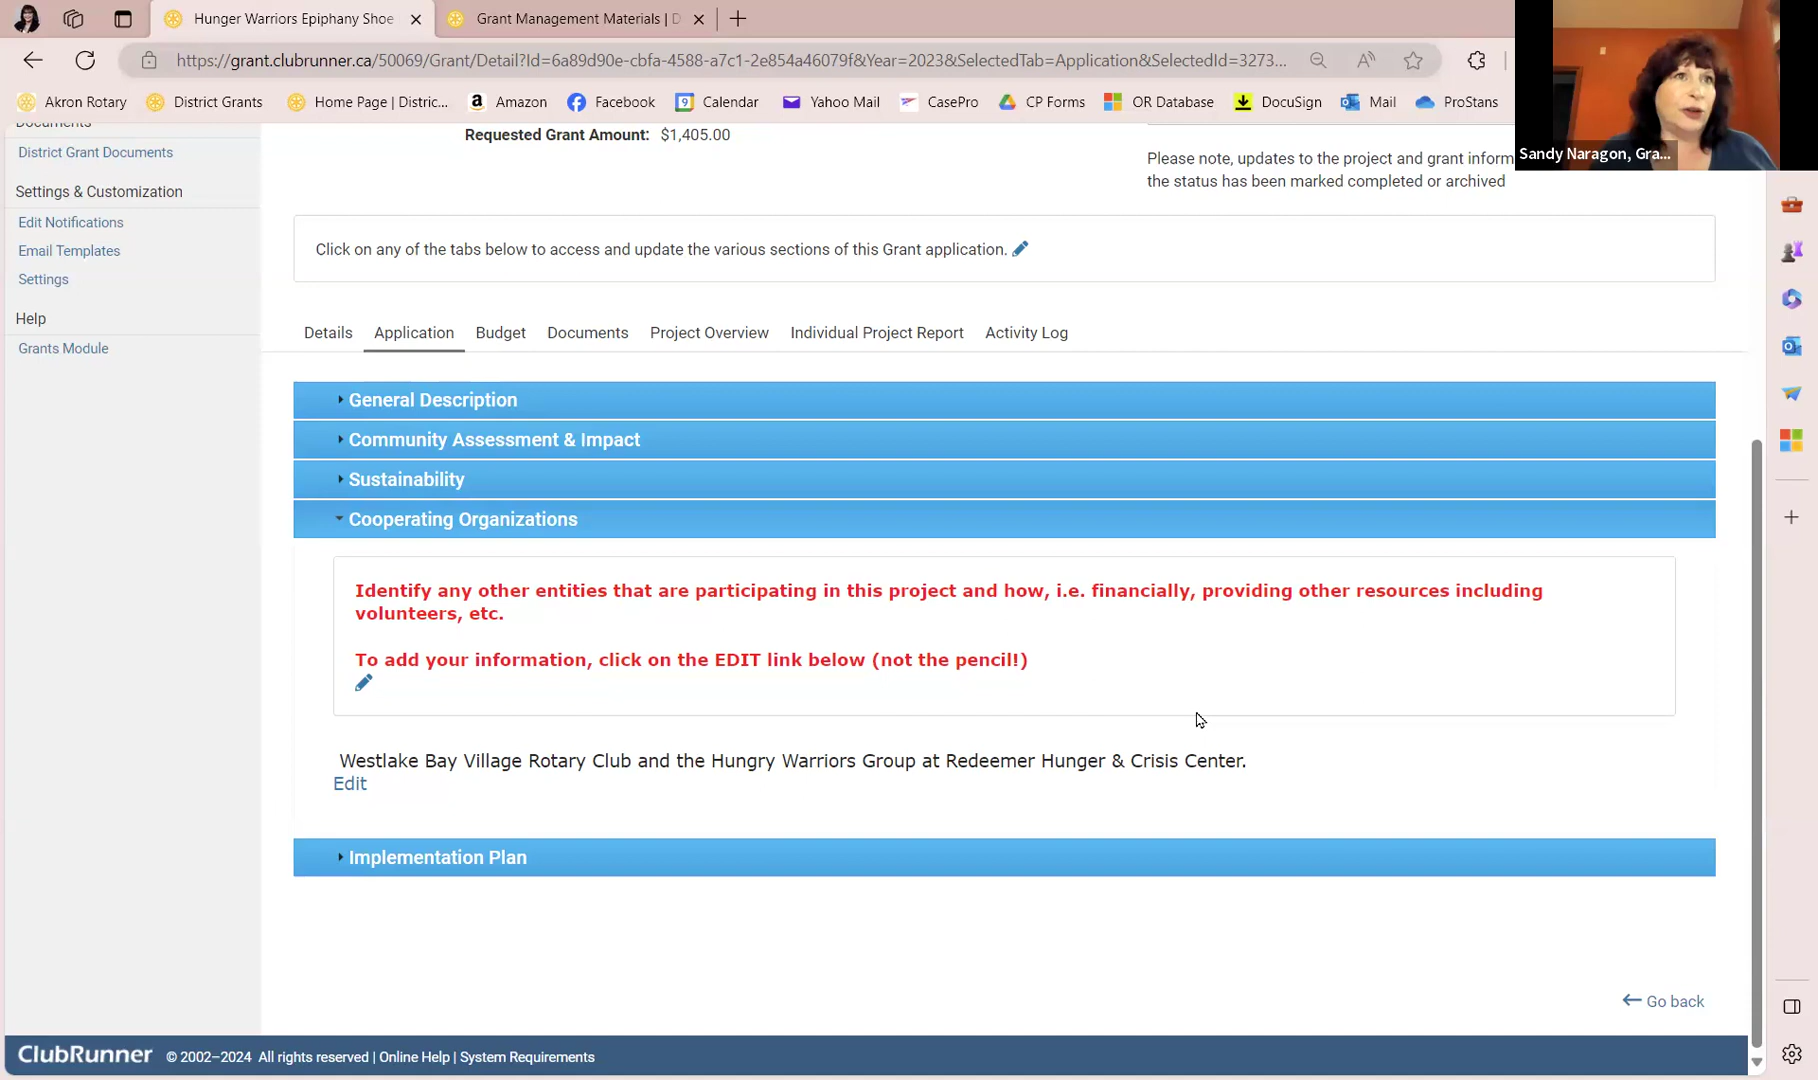 Hunger Warriors Epiphany Shoe
Grant Management Materials | D
https://grant.clubrunner.ca/50069/Grant/Detail?Id=6a89d90e-cbfa-4588-a7c1-2e854a46079f&Year=2023&SelectedTab=Application&SelectedId=3273...
Akron Rotary
District Grants
Home Page | Distric...
Amazon
Facebook
Calendar
Yahoo Mail
CasePro
CP Forms
OR Database
DocuSign
Mail
ProStans
Sandy Naragon, Gra...
Documents
District Grant Documents
Settings & Customization
Edit Notifications
Email Templates
Settings
Help
Grants Module
Requested Grant Amount: $1,405.00
Please note, updates to the project and grant inform
the status has been marked completed or archived
Click on any of the tabs below to access and update the various sections of this Grant application.
Details Application Budget Documents Project Overview Individual Project Report Activity Log
General Description
Community Assessment & Impact
Sustainability
Cooperating Organizations
Identify any other entities that are participating in this project and how, i.e. financially, providing other resources including
volunteers, etc.
To add your information, click on the EDIT link below (not the pencil!)
Westlake Bay Village Rotary Club and the Hungry Warriors Group at Redeemer Hunger & Crisis Center.
Edit
Implementation Plan
Go back
ClubRunner © 2002–2024 All rights reserved | Online Help | System Requirements